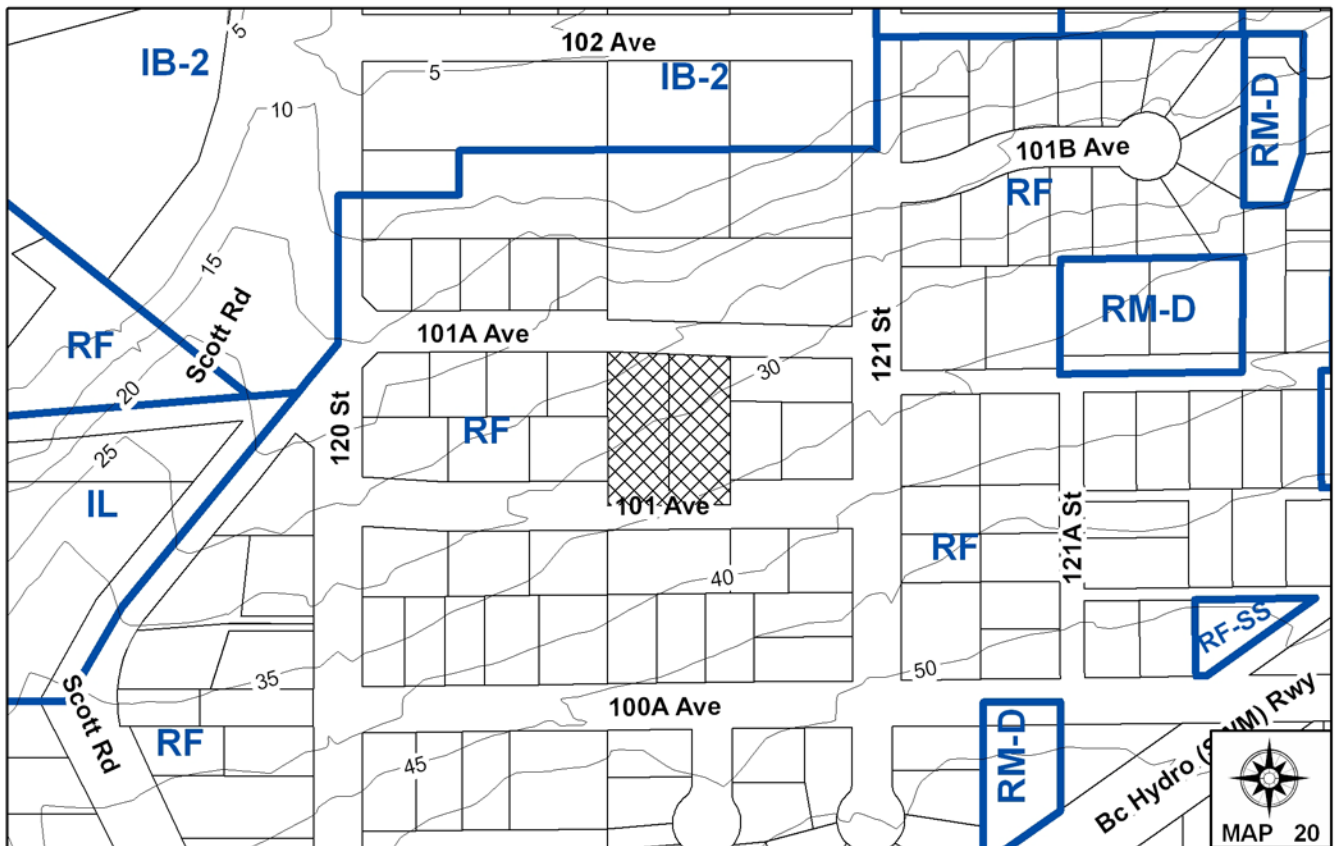 5
102 Ave
IB-2
IB-2
5
RM-D
10
101B Ave
RF
15
RM-D
Scott Rd
101A Ave
121 St
RF
30
20
120 St
RF
25
IL
101 Ave
121A St
RF
40
RF-SS
50
35
Scott Rd
100A Ave
RF
RM-D
45
Bc Hydro (SWM) Rwy
MAP 20